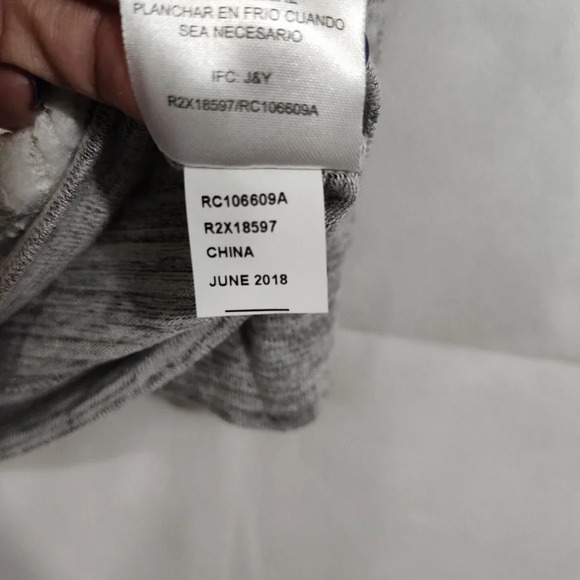 PLANCHAR EN FRIO CUANDO
SEA NECESARIO
IFC: J&Y
R2X18597/RC106609A
RC106609A
R2X18597
CHINA
JUNE 2018